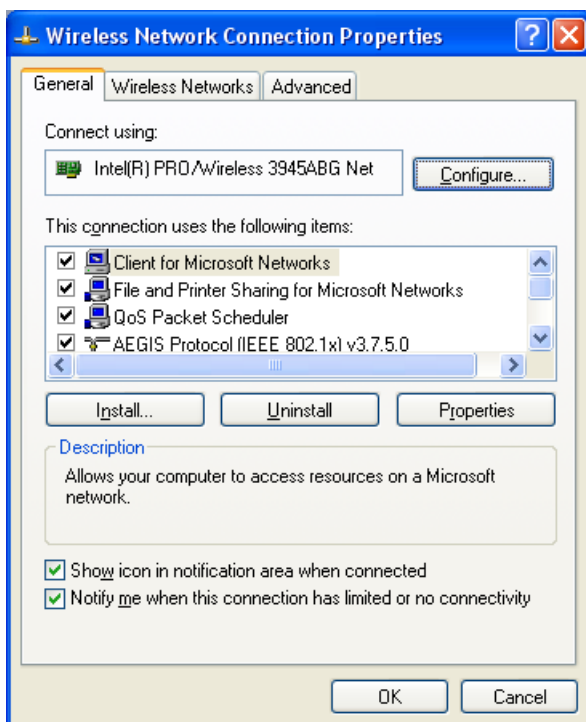 Wireless Network Connection Properties
General Wireless Networks Advanced
Connect using:
Intel(R) PRO/Wireless 3945ABG Net
Configure...
This connection uses the following items:
Client for Microsoft Networks
File and Printer Sharing for Microsoft Networks
QoS Packet Scheduler
AEGIS Protocol (IEEE 802.1x) v3.7.5.0
Install... Uninstall Properties
Description
Allows your computer to access resources on a Microsoft
network.
Show icon in notification area when connected
Notify me when this connection has limited or no connectivity
OK Cancel